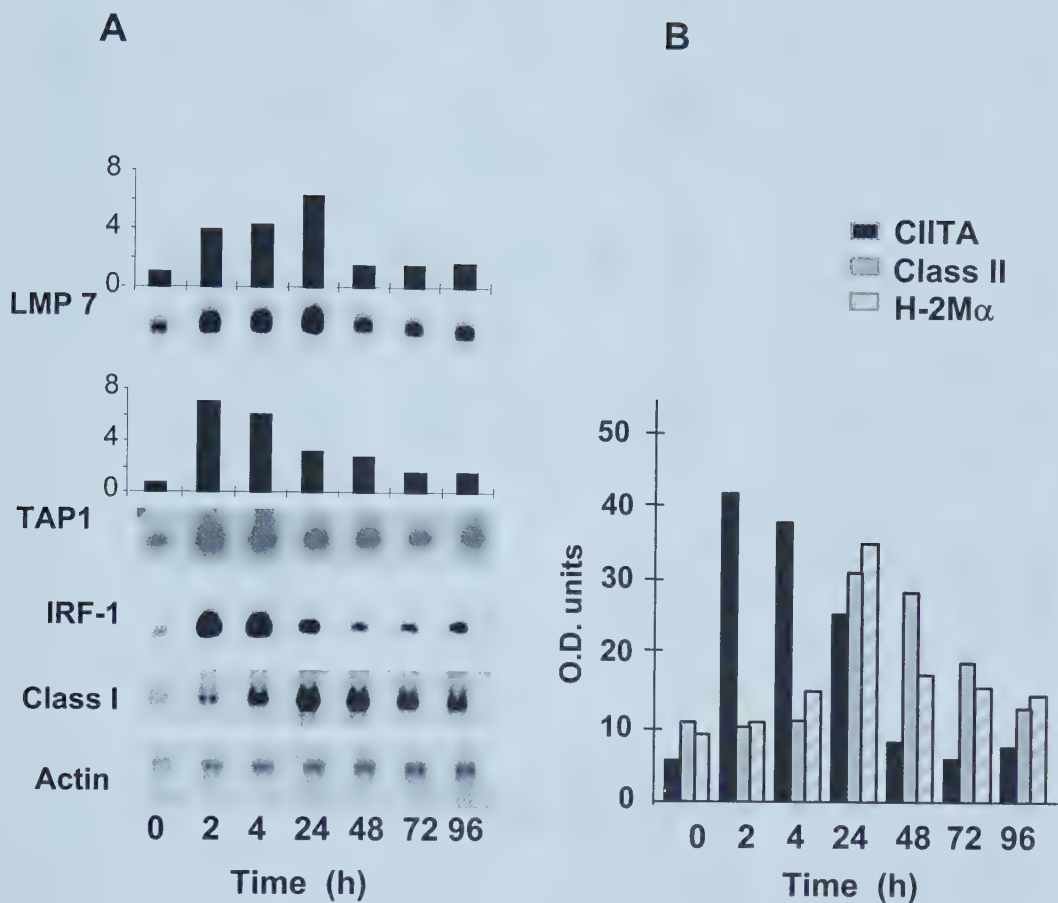 A
8
4
0
LMP 7
8
4
0
TAP1
IRF-1
Class I
Actin
0 2 4 24 48 72 96
Time (h)
B
CIITA
Class II
H-2Mα
50
40
30
20
10
0
O.D. units
0 2 4 24 48 72 96
Time (h)